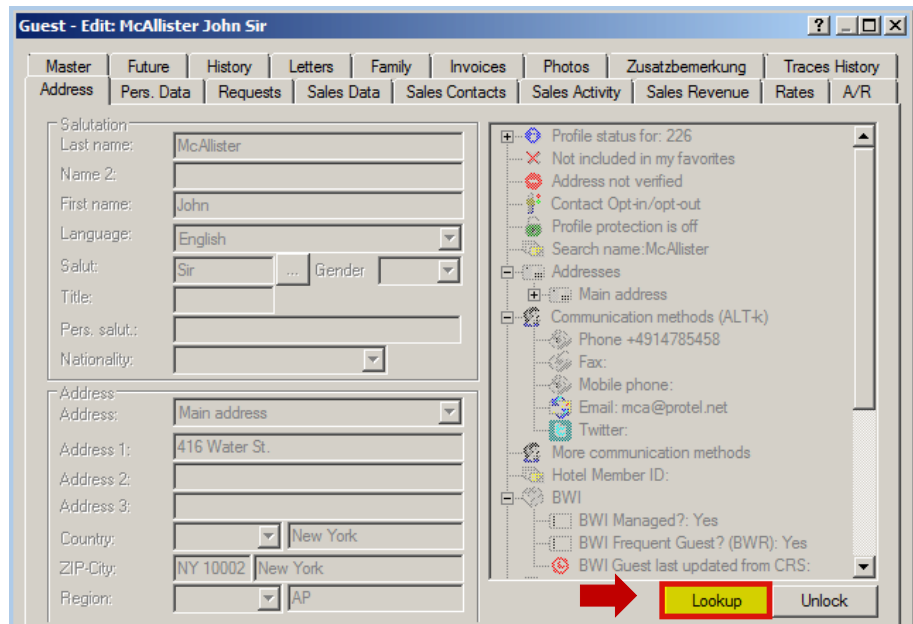 Guest - Edit: McAllister John Sir
Master Future History Letters Family Invoices Photos Zusatzbemerkung Traces History
Address Pers. Data Requests Sales Data Sales Contacts Sales Activity Sales Revenue Rates A/R
Salutation
Last name: McAllister
Name 2:
First name: John
Language: English
Salut: Sir ... Gender
Title:
Pers. salut.:
Nationality:
Address
Address: Main address
Address 1: 416 Water St.
Address 2:
Address 3:
Country: New York
ZIP-City: NY 10002 New York
Region: AP
Profile status for: 226
Not included in my favorites
Address not verified
Contact Opt-in/opt-out
Profile protection is off
Search name:McAllister
Addresses
Main address
Communication methods (ALT-k)
Phone +4914785458
Fax:
Mobile phone:
Email: mca@protel.net
Twitter:
More communication methods
Hotel Member ID:
BWI
BWI Managed?: Yes
BWI Frequent Guest? (BWR): Yes
BWI Guest last updated from CRS:
Lookup Unlock